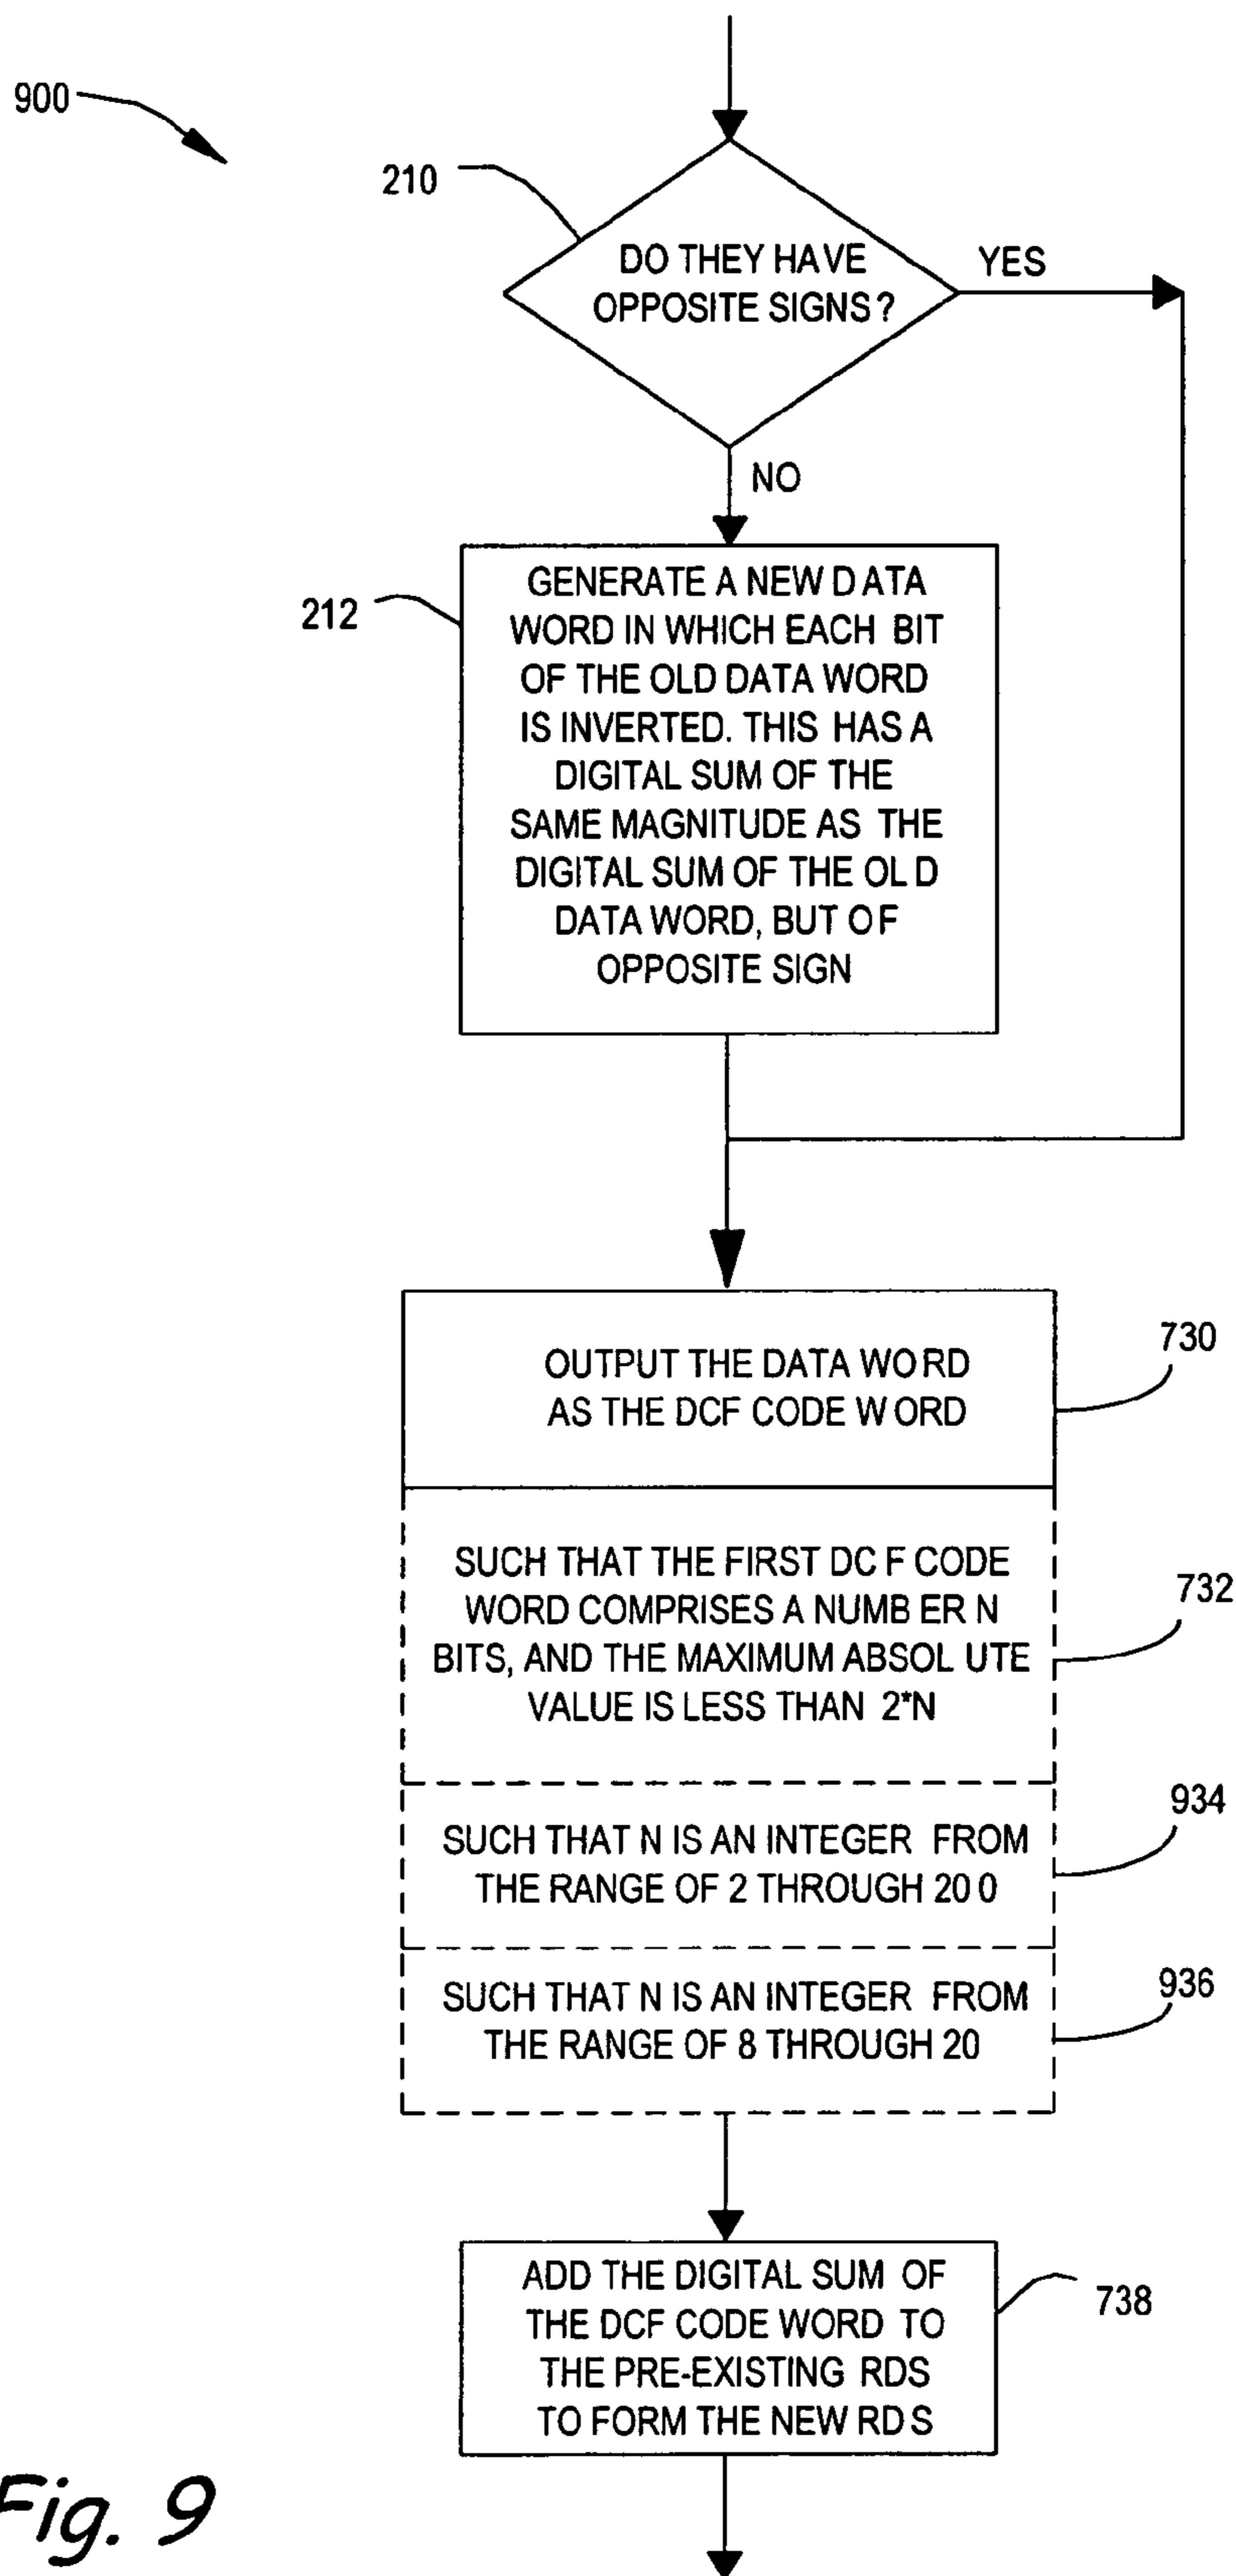 900
210
DO THEY HAVE
OPPOSITE SIGNS?
YES
NO
212
GENERATE A NEW DATA
WORD IN WHICH EACH BIT
OF THE OLD DATA WORD
IS INVERTED. THIS HAS A
DIGITAL SUM OF THE
SAME MAGNITUDE AS THE
DIGITAL SUM OF THE OLD
DATA WORD, BUT OF
OPPOSITE SIGN
OUTPUT THE DATA WORD
AS THE DCF CODE WORD
730
SUCH THAT THE FIRST DCF CODE
WORD COMPRISES A NUMBER N
BITS, AND THE MAXIMUM ABSOLUTE
VALUE IS LESS THAN 2*N
732
SUCH THAT N IS AN INTEGER FROM
THE RANGE OF 2 THROUGH 200
934
SUCH THAT N IS AN INTEGER FROM
THE RANGE OF 8 THROUGH 20
936
ADD THE DIGITAL SUM OF
THE DCF CODE WORD TO
THE PRE-EXISTING RDS
TO FORM THE NEW RDS
738
Fig. 9